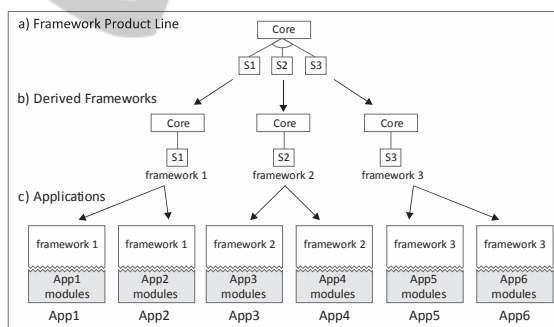 a) Framework Product Line
Core
S1 S2 S3
b) Derived Frameworks
Core Core Core
S1 S2 S3
framework 1 framework 2 framework 3
c) Applications
framework 1 framework 1 framework 2 framework 2 framework 3 framework 3
App1 App2 App3 App4 App5 App6
modules modules modules modules modules modules
App1 App2 App3 App4 App5 App6